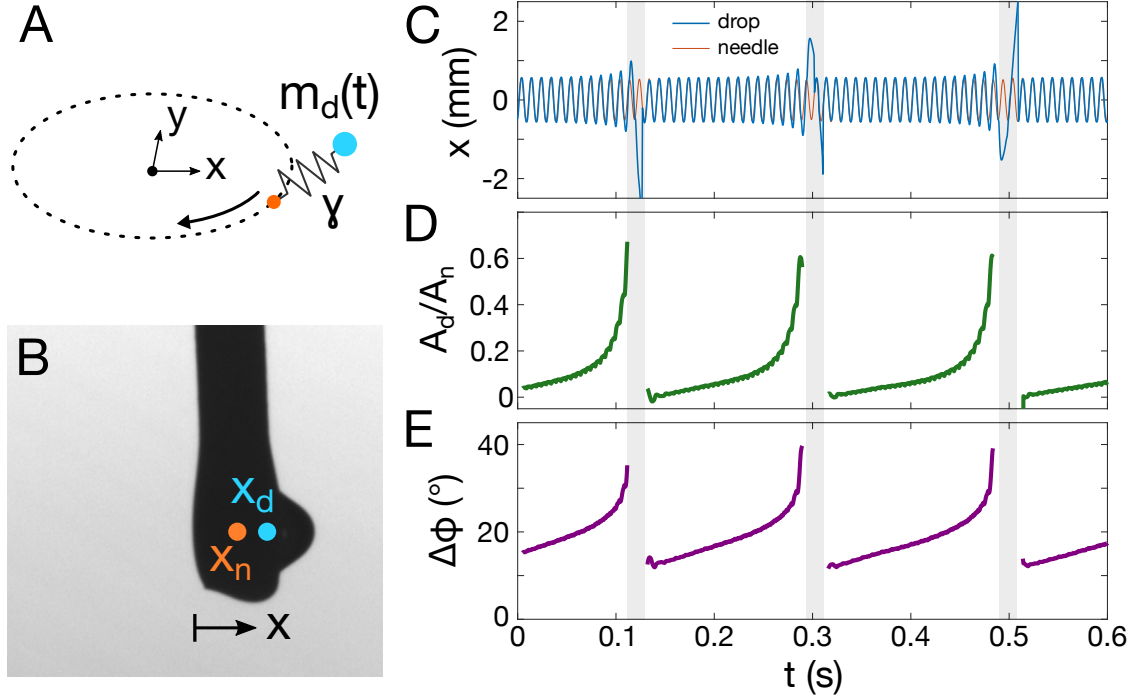 A
m_d(t)
y
x
γ
B
x_d
x_n
x
C
drop
needle
x (mm)
2
0
-2
D
A_d/A_n
0.6
0.4
0.2
0
E
Δϕ (°)
40
20
0
0
0.1
0.2
0.3
0.4
0.5
0.6
t (s)